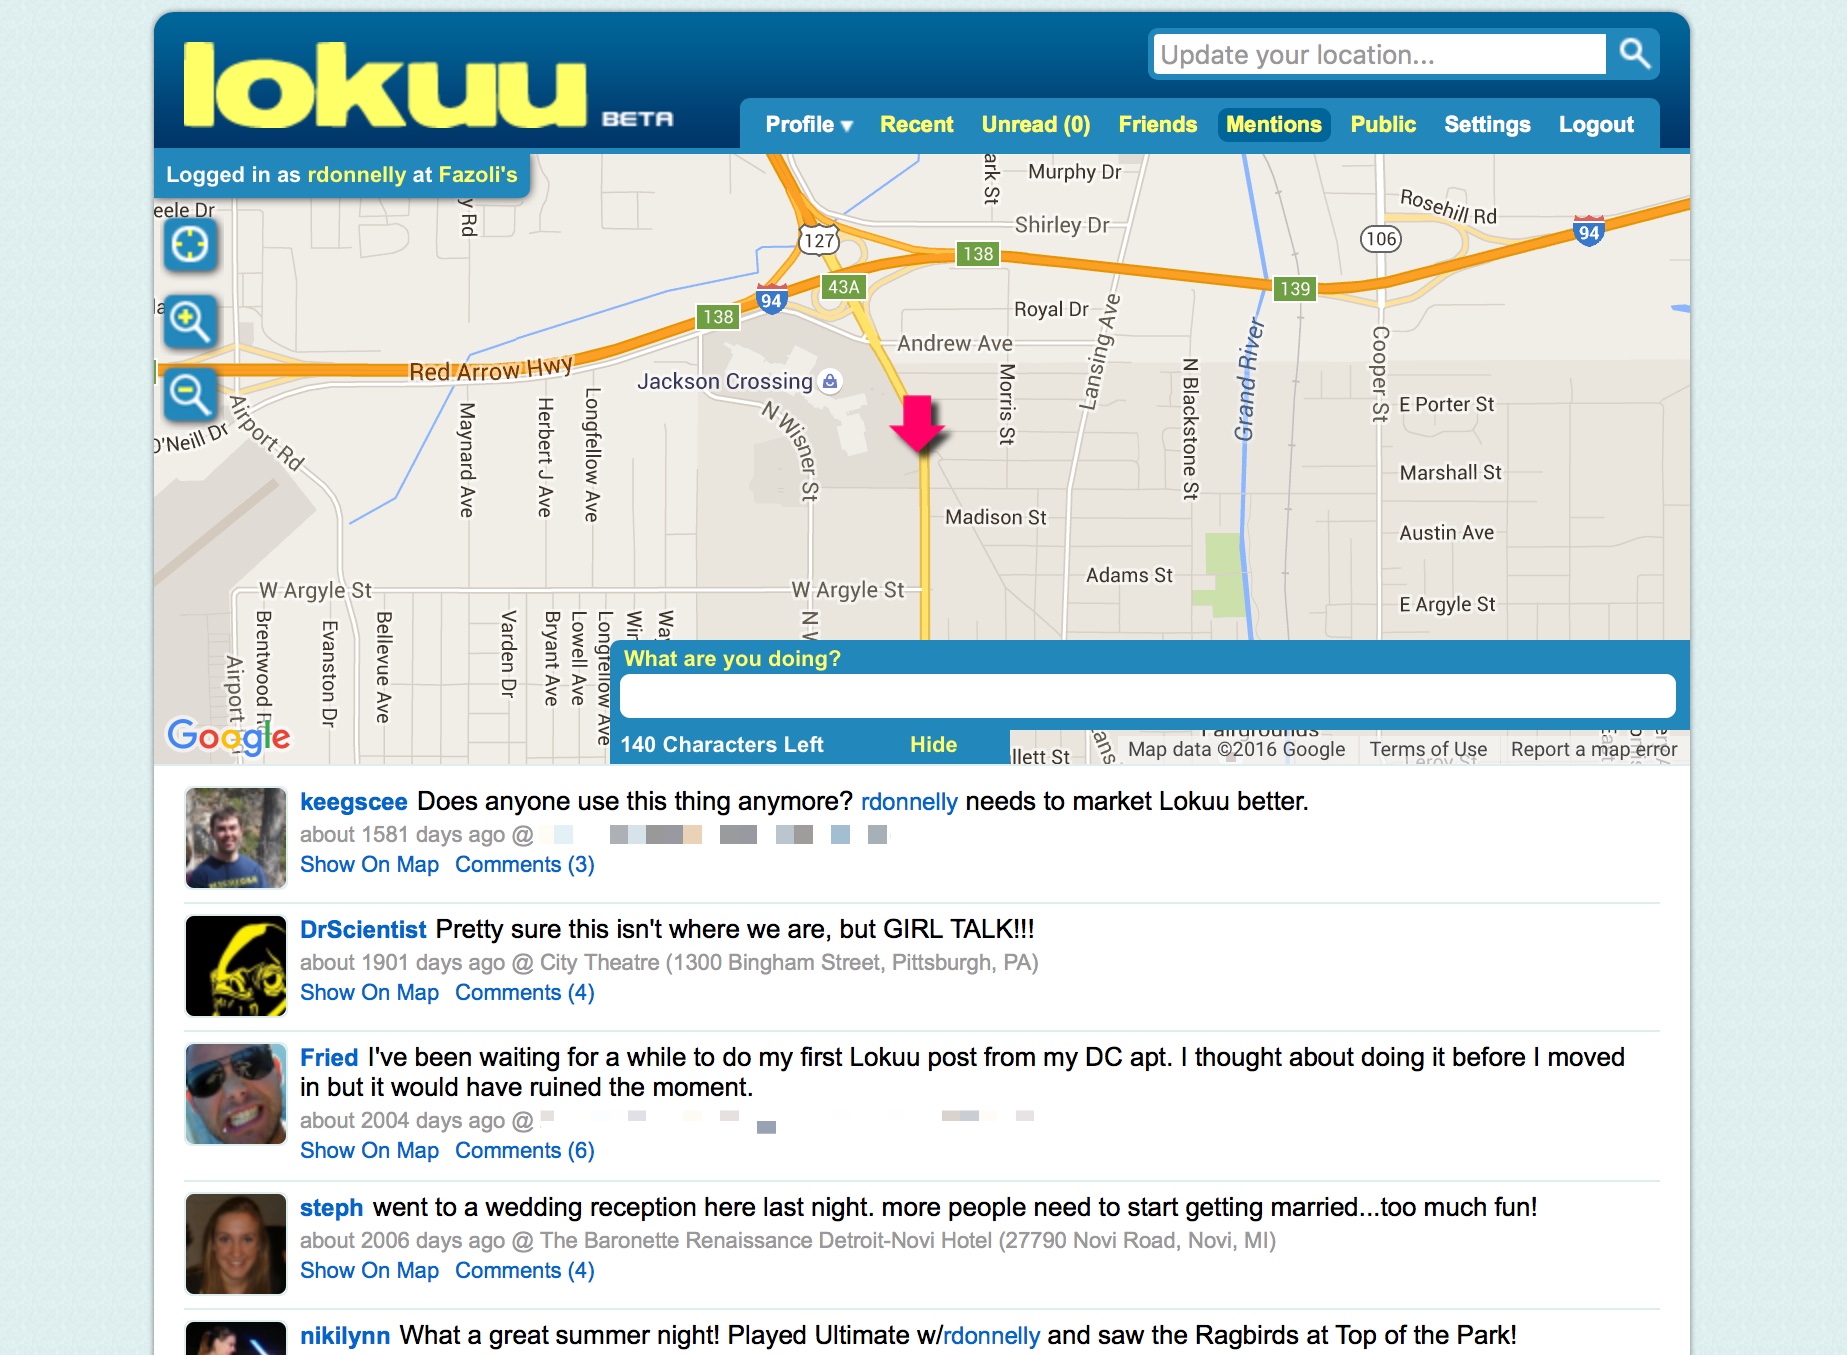 lokuu BETA
Update your location...
Profile ▼ Recent Unread (0) Friends Mentions Public Settings Logout
Logged in as rdonnelly at Fazoli's
Murphy Dr
Shirley Dr
Rosehill Rd
127
106
94
138
43A
139
94
138
Royal Dr
Andrew Ave
Lansing Ave
Grand River
Cooper St
N Blackstone St
Morris St
Red Arrow Hwy
Jackson Crossing
N Wisner St
Airport Rd
O'Neill Dr
Maynard Ave
Herbert J Ave
Longfellow Ave
E Porter St
Marshall St
Madison St
Austin Ave
Adams St
W Argyle St
W Argyle St
E Argyle St
Brentwood
Evanston Dr
Bellevue Ave
Varden Dr
Bryant Ave
Lowell Ave
Longfellow Ave
Airport
What are you doing?
140 Characters Left Hide
Google
Map data ©2016 Google Terms of Use Report a map error
keegscee Does anyone use this thing anymore? rdonnelly needs to market Lokuu better.
about 1581 days ago @
Show On Map Comments (3)
DrScientist Pretty sure this isn't where we are, but GIRL TALK!!!
about 1901 days ago @ City Theatre (1300 Bingham Street, Pittsburgh, PA)
Show On Map Comments (4)
Fried I've been waiting for a while to do my first Lokuu post from my DC apt. I thought about doing it before I moved
in but it would have ruined the moment.
about 2004 days ago @
Show On Map Comments (6)
steph went to a wedding reception here last night. more people need to start getting married...too much fun!
about 2006 days ago @ The Baronette Renaissance Detroit-Novi Hotel (27790 Novi Road, Novi, MI)
Show On Map Comments (4)
nikilynn What a great summer night! Played Ultimate w/rdonnelly and saw the Ragbirds at Top of the Park!